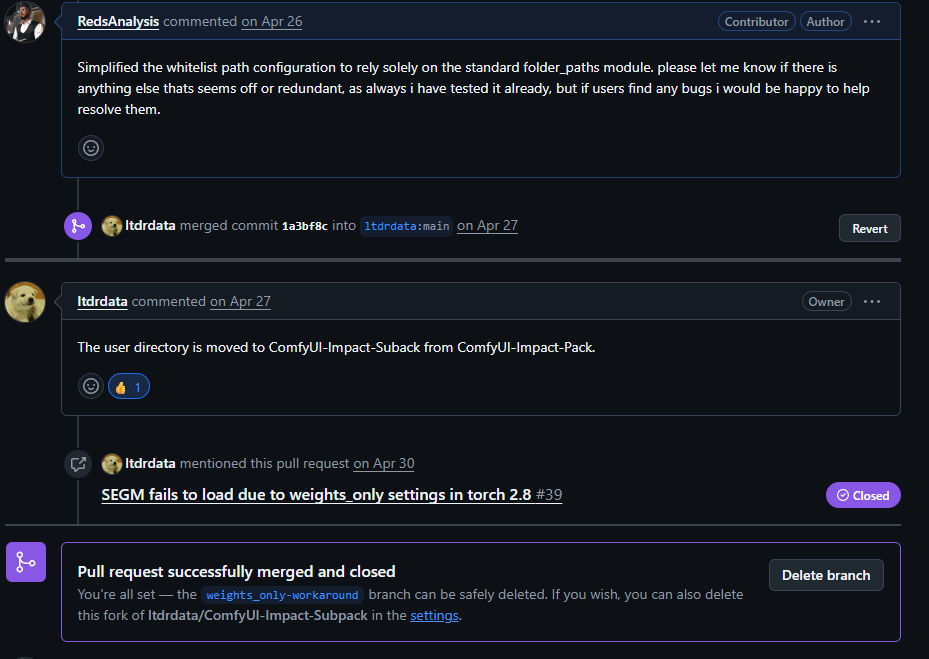 RedsAnalysis commented on Apr 26 Contributor Author ...
Simplified the whitelist path configuration to rely solely on the standard folder_paths module. please let me know if there is
anything else thats seems off or redundant, as always i have tested it already, but if users find any bugs i would be happy to help
resolve them.
ltdrdata merged commit 1a3bf8c into ltdrdata:main on Apr 27 Revert
ltdrdata commented on Apr 27 Owner ...
The user directory is moved to ComfyUI-Impact-Suback from ComfyUI-Impact-Pack.
👍 1
ltdrdata mentioned this pull request on Apr 30
SEGM fails to load due to weights_only settings in torch 2.8 #39 Closed
Pull request successfully merged and closed Delete branch
You're all set — the weights_only-workaround branch can be safely deleted. If you wish, you can also delete
this fork of ltdrdata/ComfyUI-Impact-Subpack in the settings.